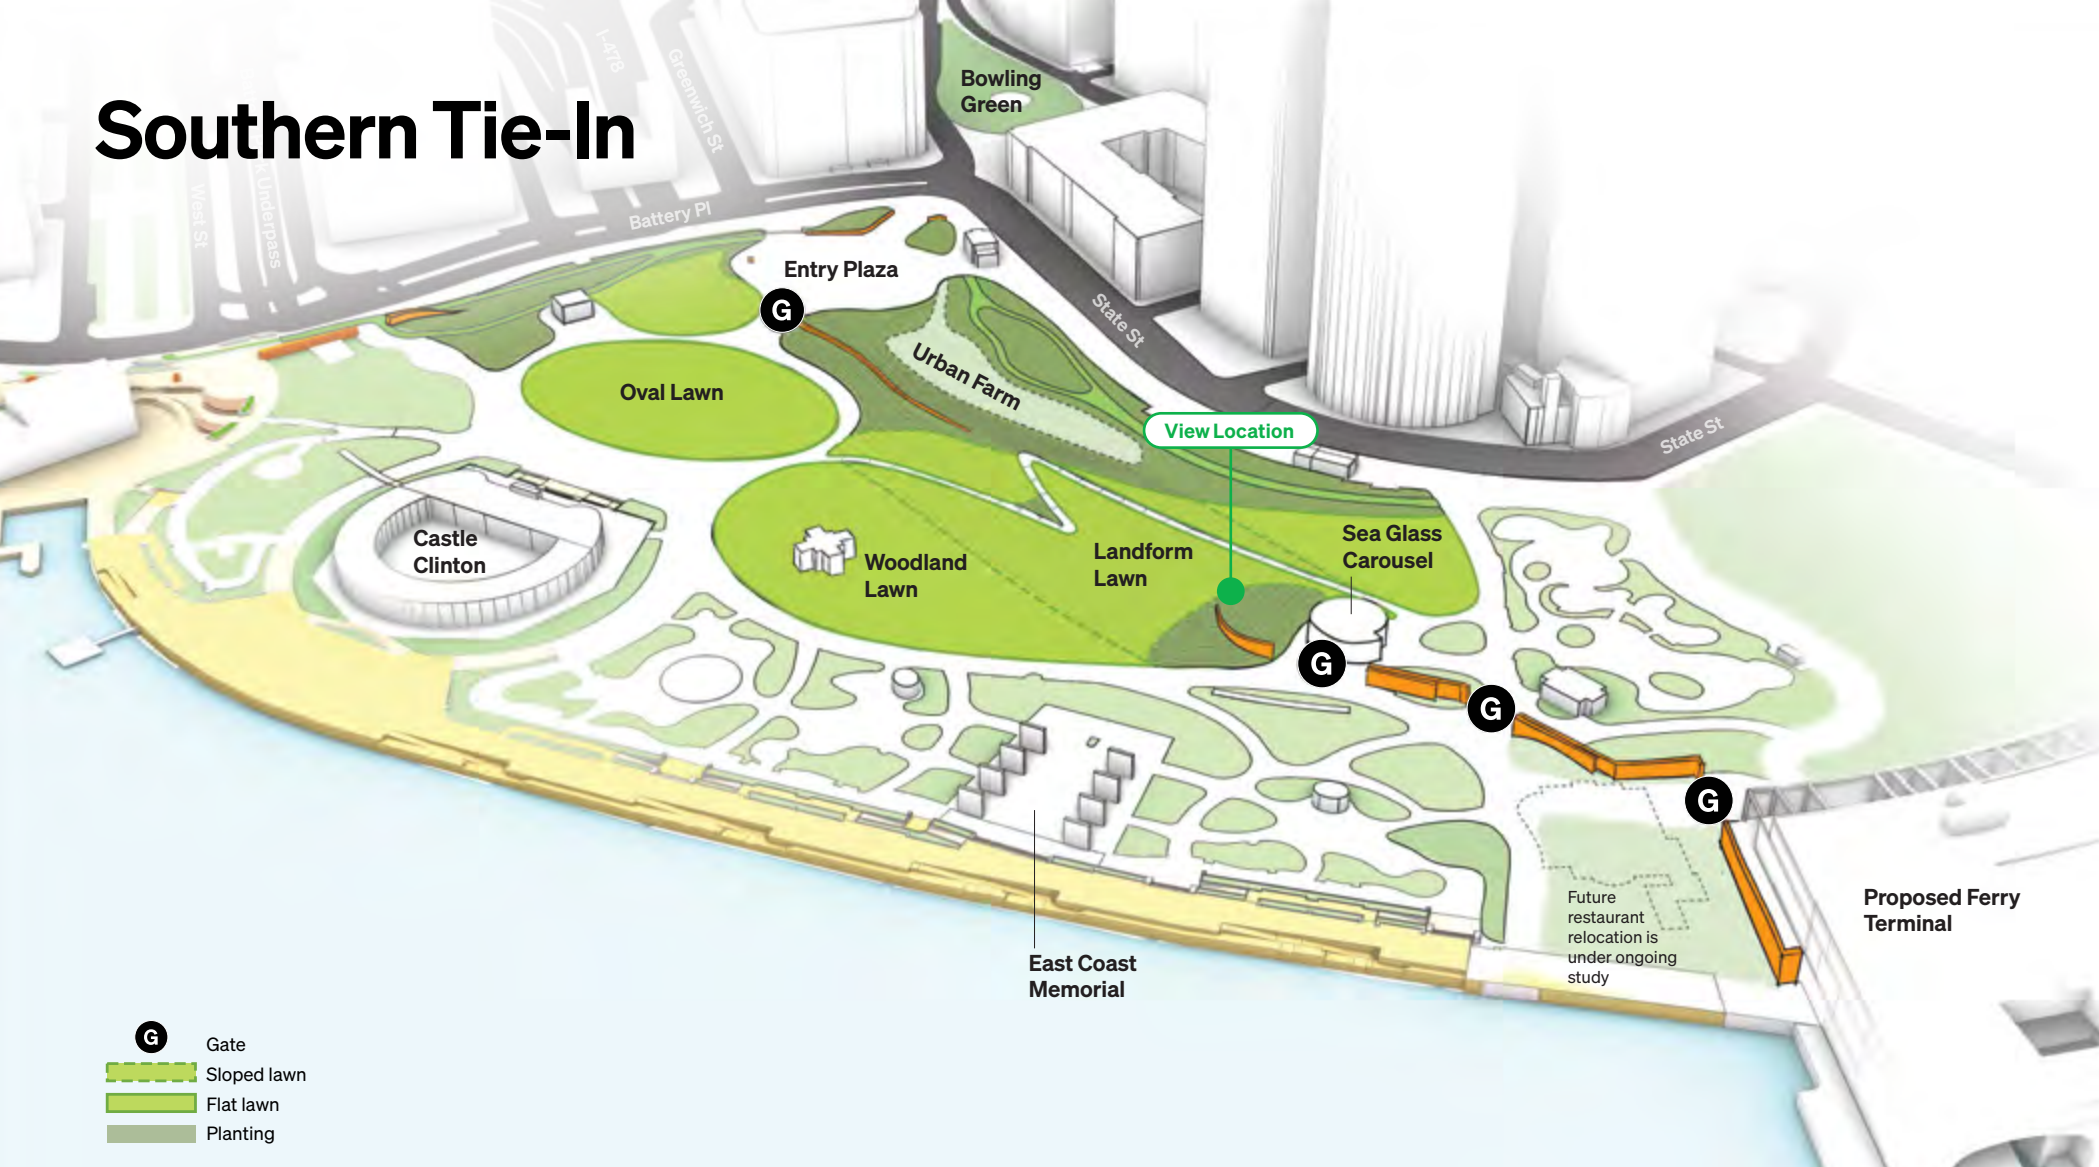 Southern Tie-In
I-478
Greenwich St
West St
Underpass
Battery Pl
Bowling
Green
Entry Plaza
G
State St
Urban Farm
Oval Lawn
View Location
State St
Castle
Clinton
Woodland
Lawn
Landform
Lawn
Sea Glass
Carousel
G
G
G
Future
restaurant
relocation is
under ongoing
study
Proposed Ferry
Terminal
East Coast
Memorial
G Gate
Sloped lawn
Flat lawn
Planting